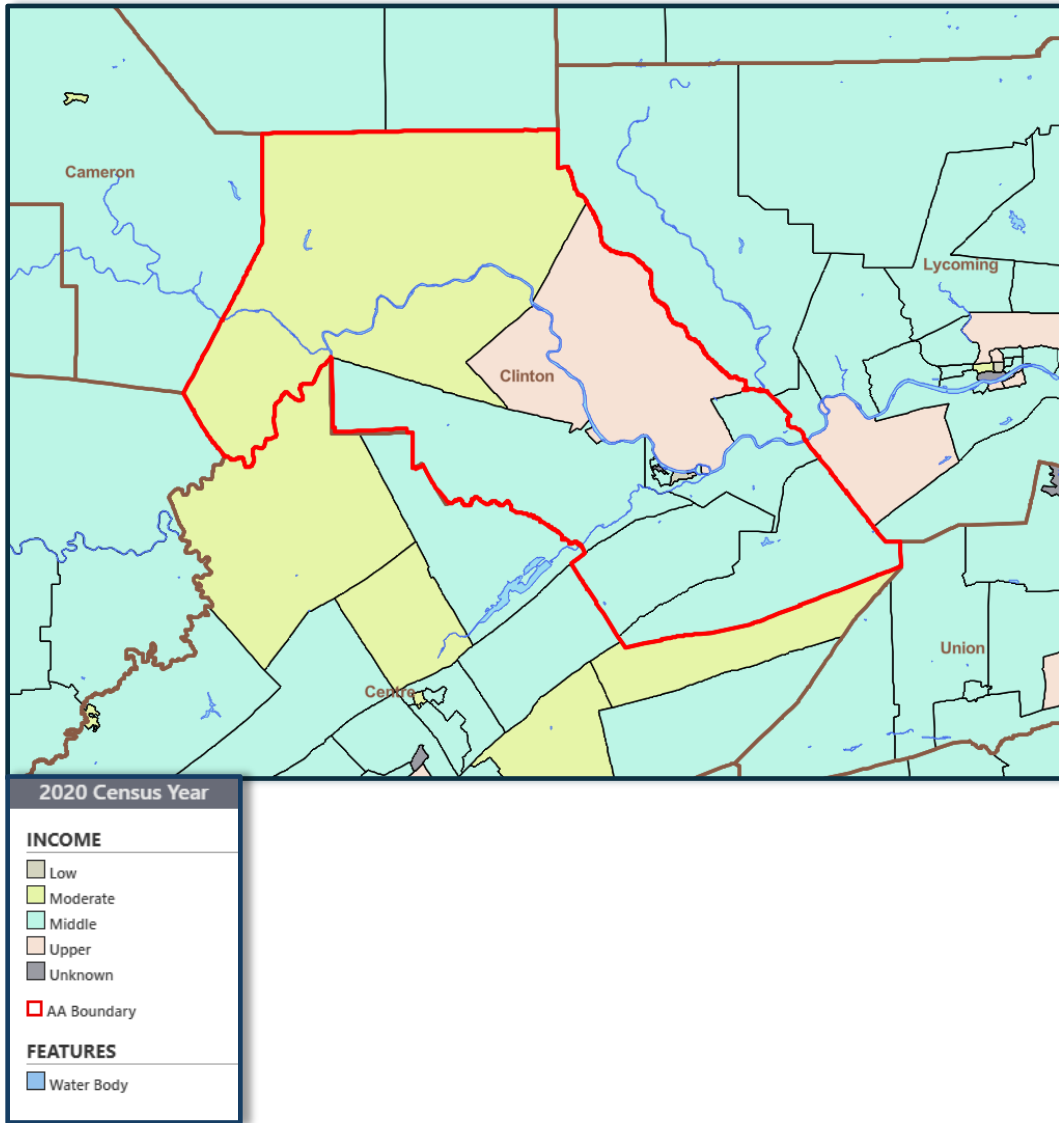 Cameron
Lycoming
Clinton
Union
Centre
2020 Census Year
INCOME
Low
Moderate
Middle
Upper
Unknown
AA Boundary
FEATURES
Water Body